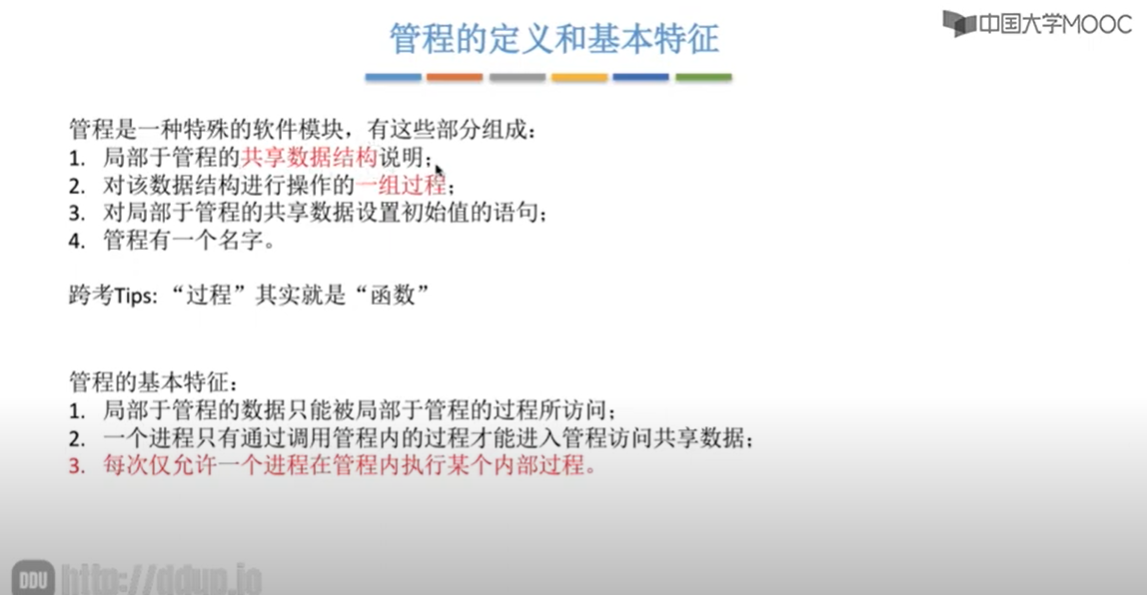 管程的定义和基本特征
中国大学MOOC
管程是一种特殊的软件模块，有这些部分组成：
1. 局部于管程的共享数据结构说明；
2. 对该数据结构进行操作的一组过程；
3. 对局部于管程的共享数据设置初始值的语句；
4. 管程有一个名字。
跨考Tips: “过程”其实就是“函数”
管程的基本特征：
1. 局部于管程的数据只能被局部于管程的过程所访问；
2. 一个进程只有通过调用管程内的过程才能进入管程访问共享数据；
3. 每次仅允许一个进程在管程内执行某个内部过程。
DDU http://ddup.io